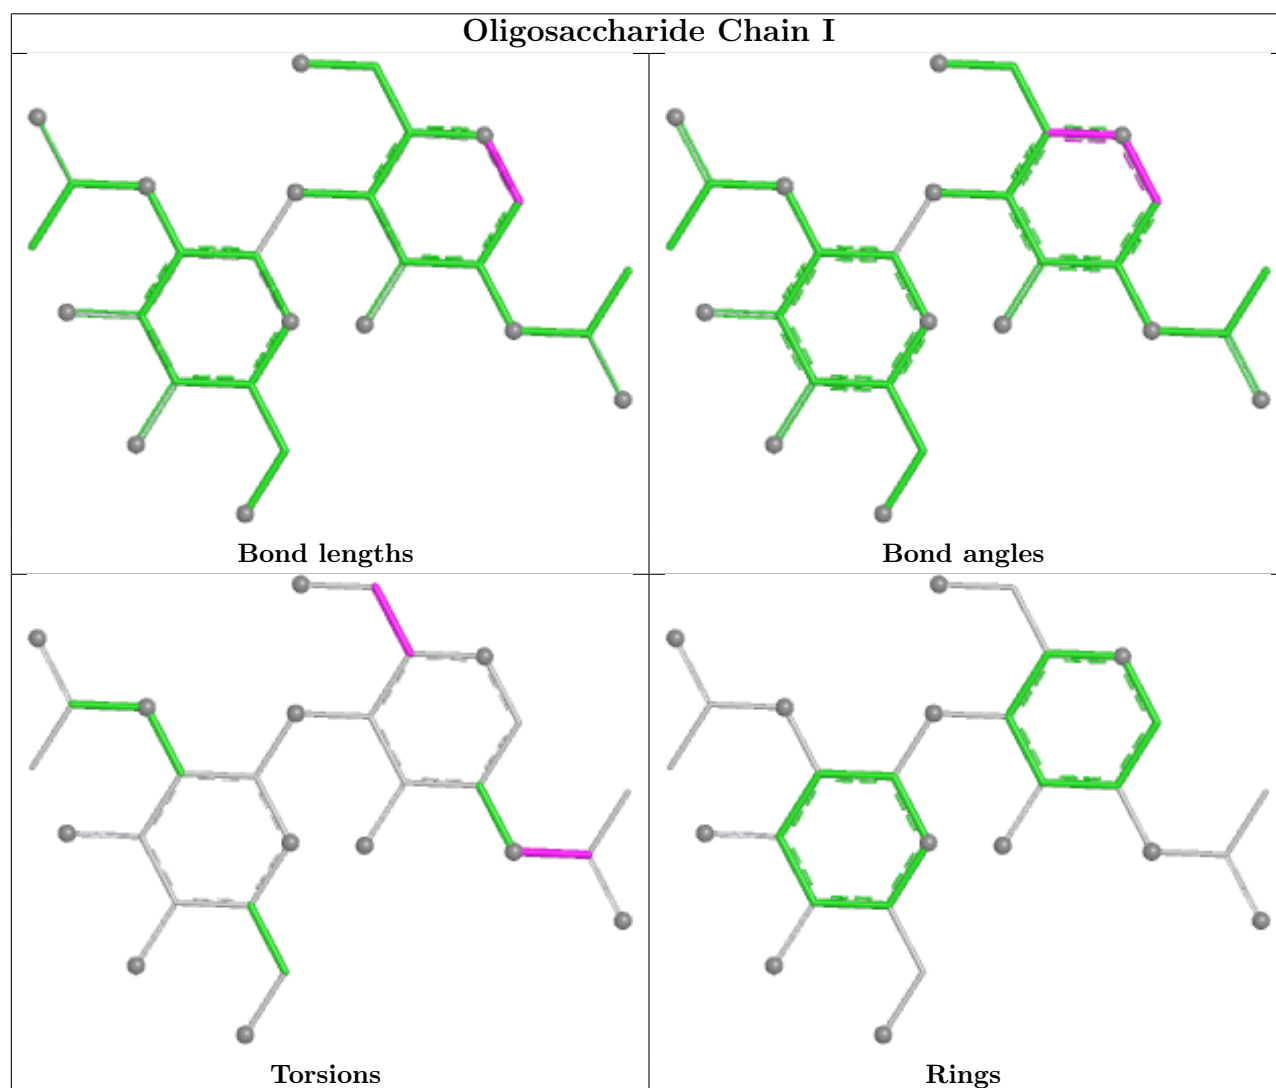 Oligosaccharide Chain I
Bond lengths
Bond angles
Torsions
Rings